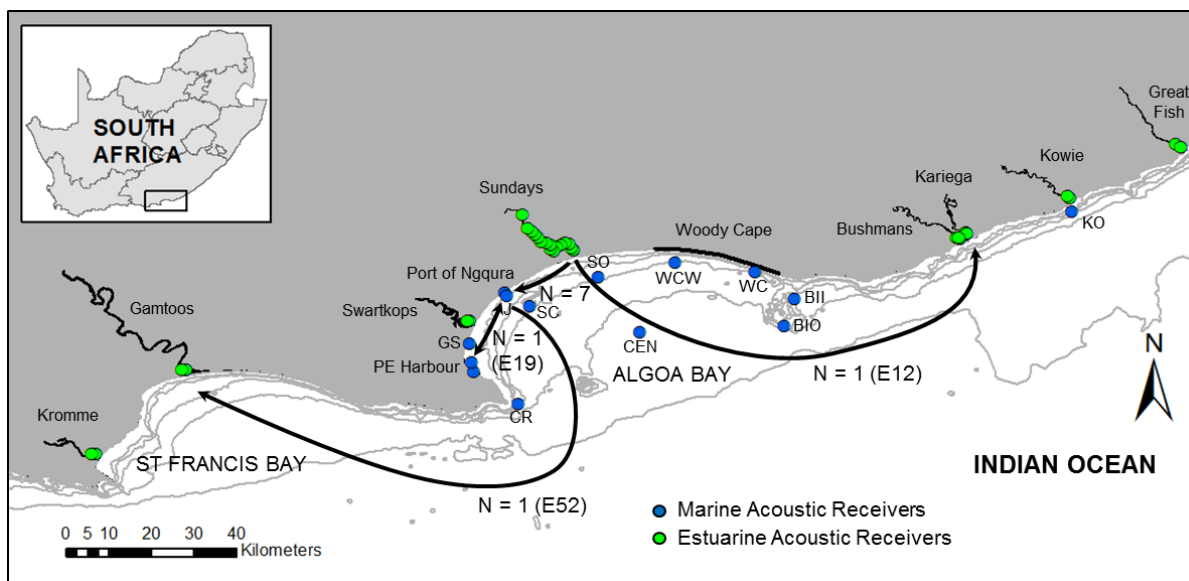 SOUTH
AFRICA
Great
Fish
Kowie
Kariega
KO
Sundays
Bushmans
Woody Cape
SO
WCW
WC
Port of Ngqura
Gamtoos
J
N = 7
BII
SC
Swartkops
BIO
GS
N = 1
CEN
N
PE Harbour
(E19)
ALGOA BAY
N = 1 (E12)
CR
Kromme
ST FRANCIS BAY
INDIAN OCEAN
N = 1 (E52)
Marine Acoustic Receivers
Estuarine Acoustic Receivers
0 5 10 20 30 40
Kilometers